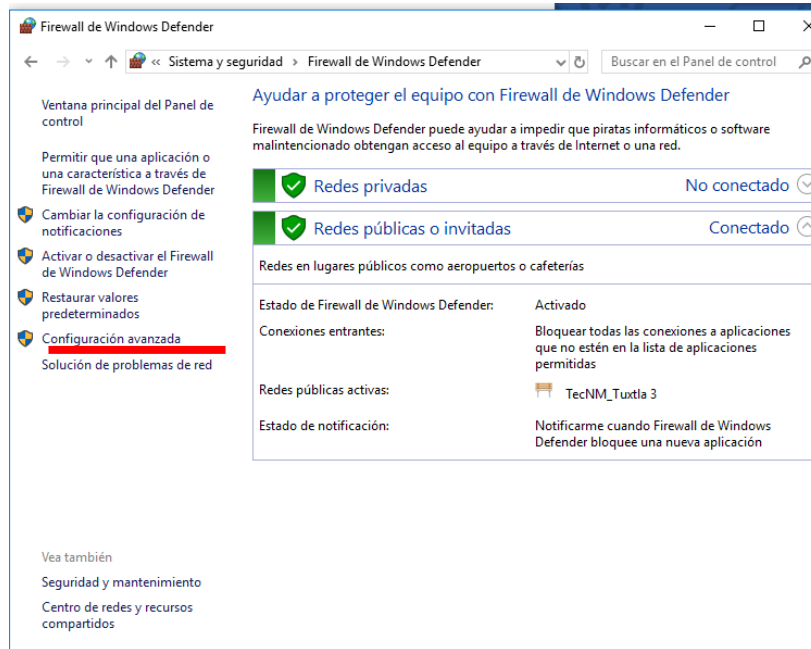 Firewall de Windows Defender
« Sistema y seguridad › Firewall de Windows Defender
Buscar en el Panel de control
Ventana principal del Panel de
control
Permitir que una aplicación o
una característica a través de
Firewall de Windows Defender
Cambiar la configuración de
notificaciones
Activar o desactivar el Firewall
de Windows Defender
Restaurar valores
predeterminados
Configuración avanzada
Solución de problemas de red
Ayudar a proteger el equipo con Firewall de Windows Defender
Firewall de Windows Defender puede ayudar a impedir que piratas informáticos o software
malintencionado obtengan acceso al equipo a través de Internet o una red.
Redes privadas No conectado
Redes públicas o invitadas Conectado
Redes en lugares públicos como aeropuertos o cafeterías
Estado de Firewall de Windows Defender: Activado
Conexiones entrantes: Bloquear todas las conexiones a aplicaciones
que no estén en la lista de aplicaciones
permitidas
Redes públicas activas: TecNM_Tuxtla 3
Estado de notificación: Notificarme cuando Firewall de Windows
Defender bloquee una nueva aplicación
Vea también
Seguridad y mantenimiento
Centro de redes y recursos
compartidos